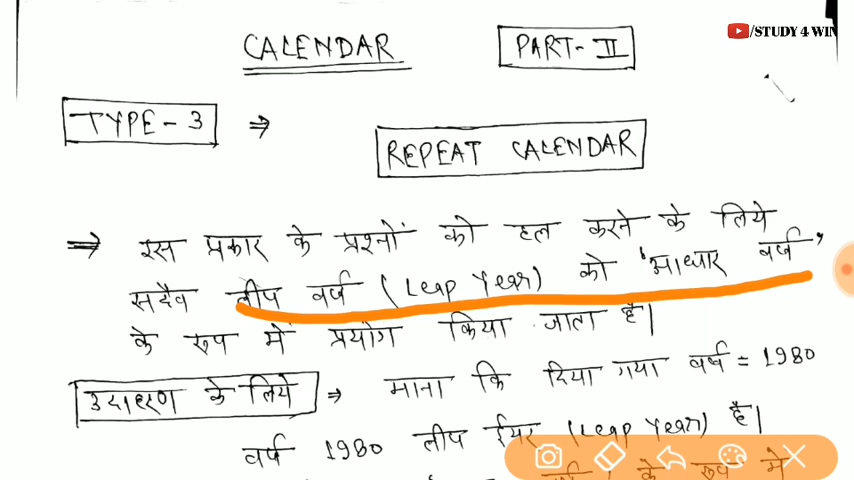 CALENDAR PART-II
/STUDY 4 WIN
TYPE-3 ⇒
REPEAT CALENDAR
⇒ इस प्रकार के प्रश्नों को हल करने के लिये
सदैव लीप वर्ष (Leap Year) को 'आधार वर्ष'
के रूप में प्रयोग किया जाता है।
उदाहरण के लिये ⇒ माना कि दिया गया वर्ष = 1980
वर्ष 1980 लीप ईयर (Leap Year) है।
के रूप में